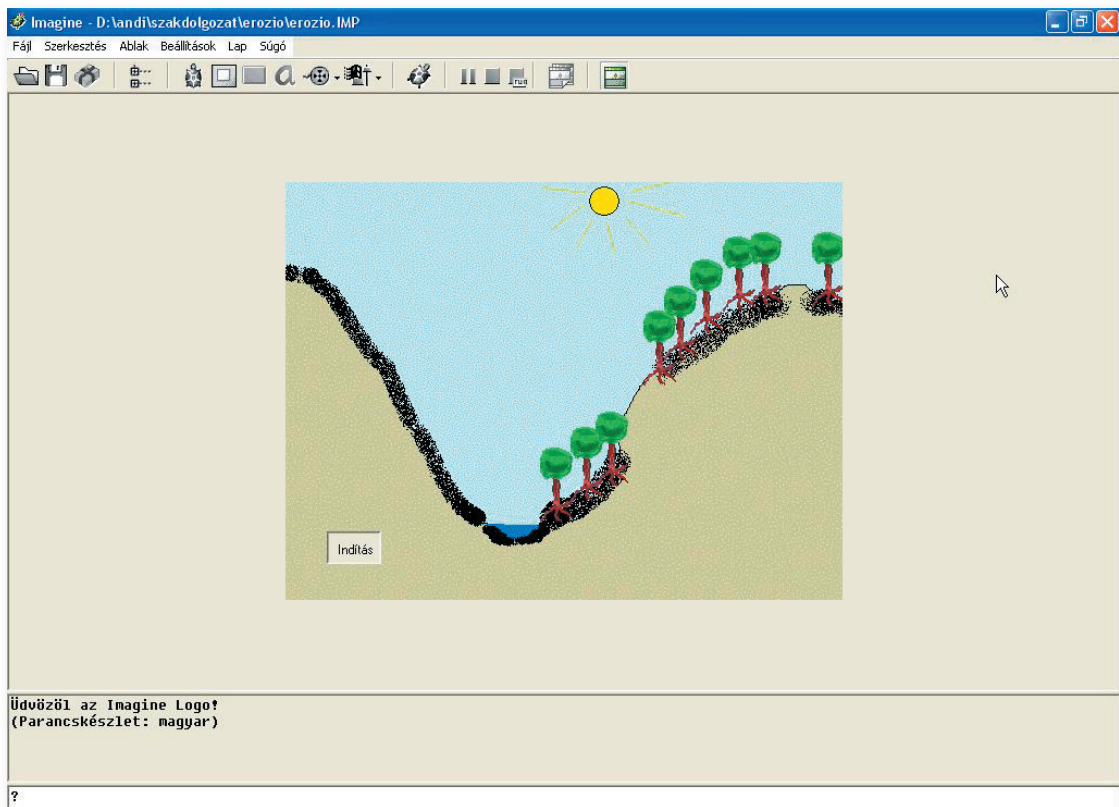 Imagine - D:\andi\szakdolgozat\erozio\erozio.IMP
Fájl Szerkesztés Ablak Beállítások Lap Súgó
run
Indítás
Üdvözöl az Imagine Logo!
(Parancskészlet: magyar)
?